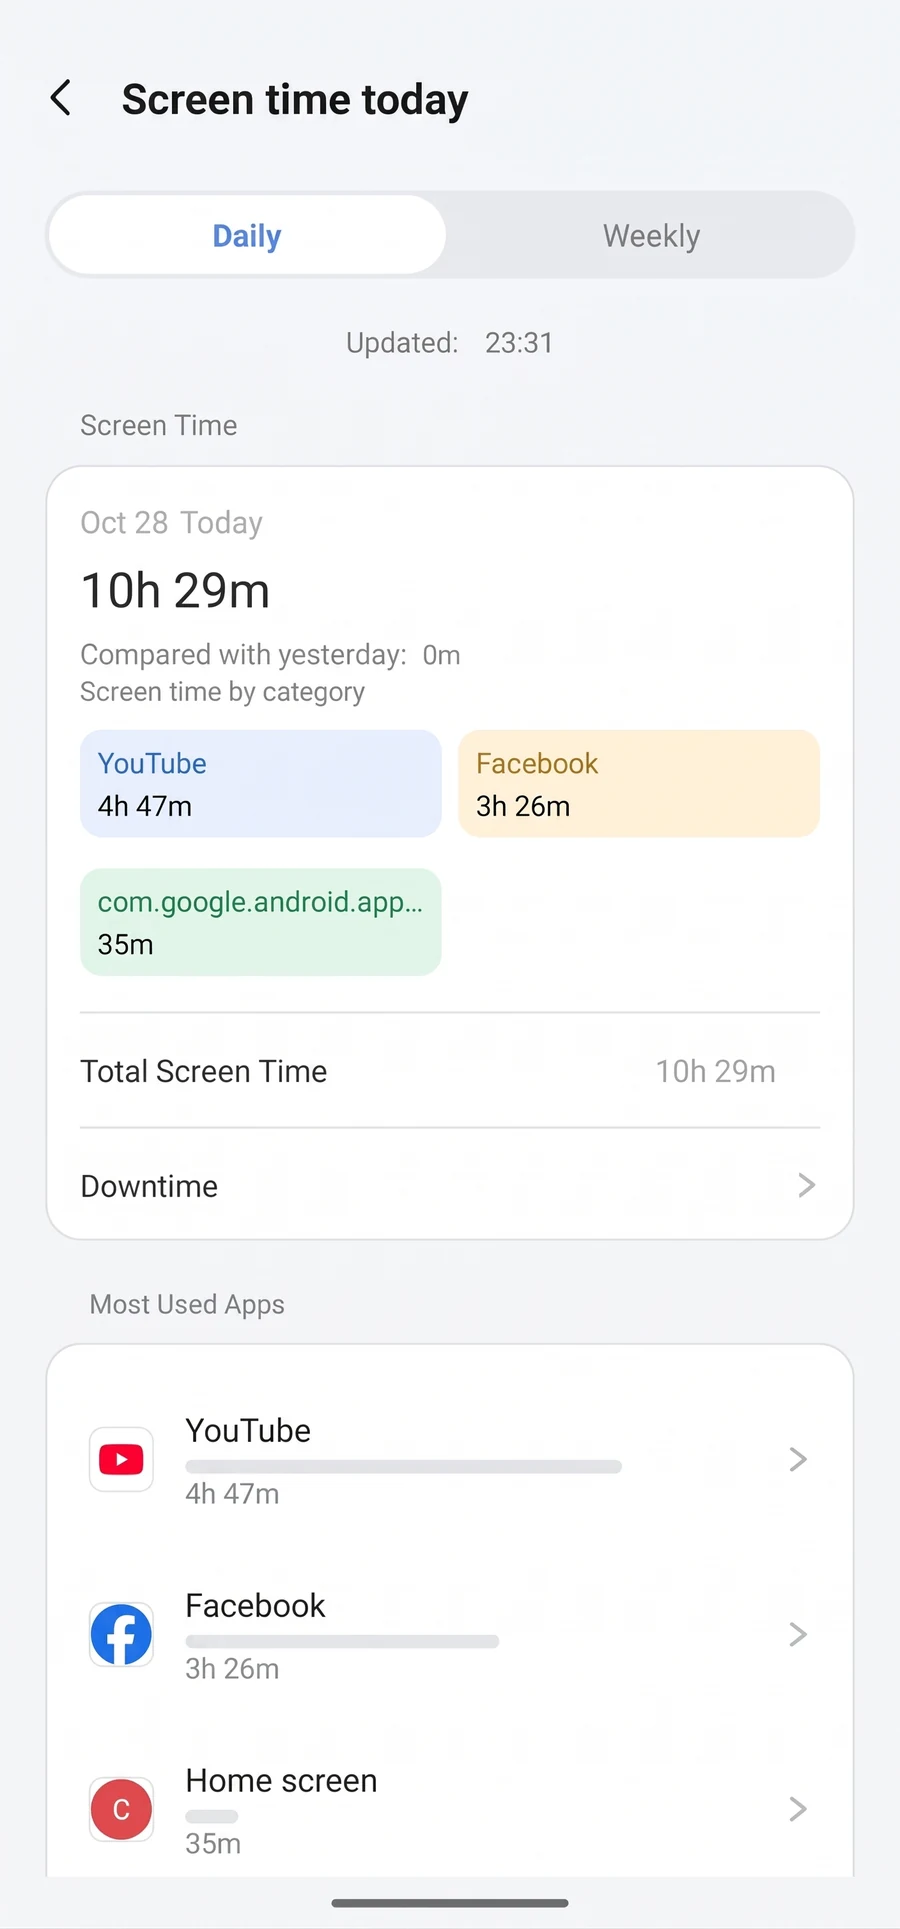 Screen time today
Daily
Weekly
Updated: 23:31
Screen Time
Oct 28 Today
10h 29m
Compared with yesterday: 0m
Screen time by category
YouTube
4h 47m
Facebook
3h 26m
com.google.android.app...
35m
Total Screen Time
10h 29m
Downtime
Most Used Apps
YouTube
4h 47m
Facebook
3h 26m
C
Home screen
35m